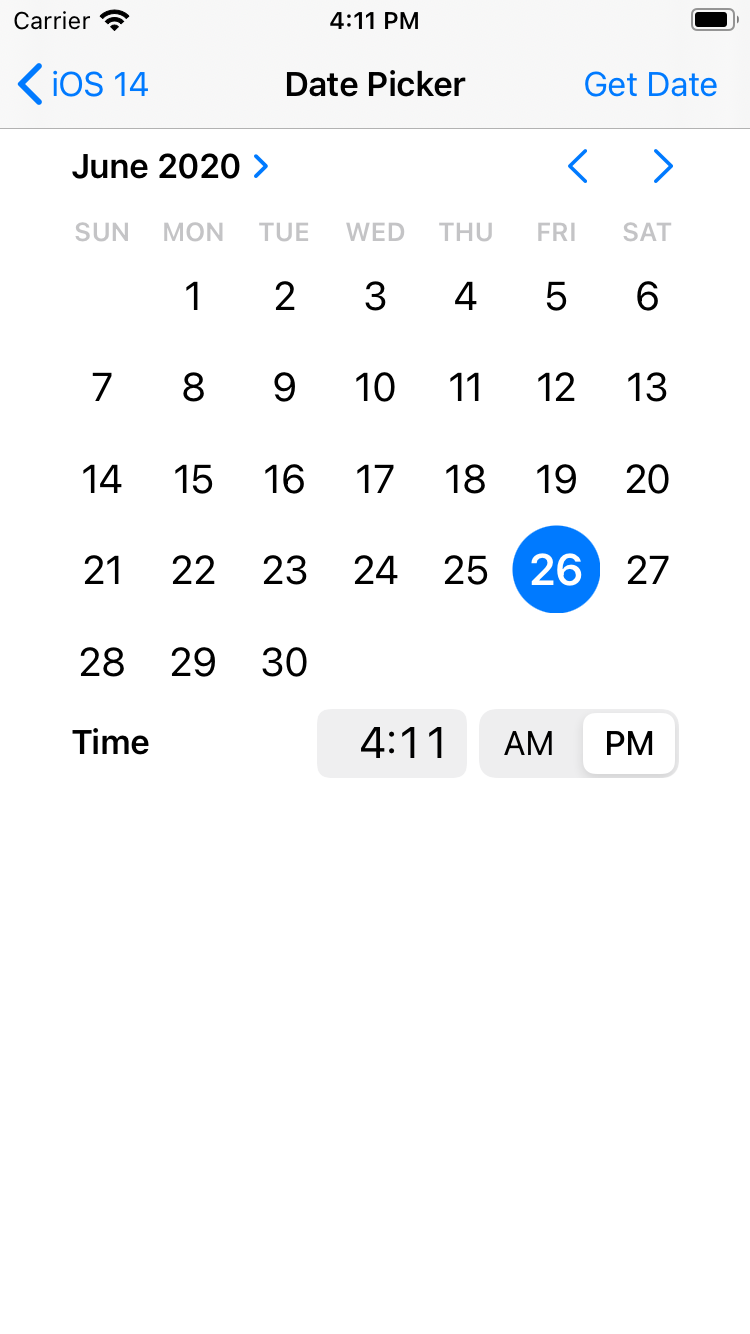 Carrier 4:11 PM
iOS 14 Date Picker Get Date
June 2020
SUN MON TUE WED THU FRI SAT
1 2 3 4 5 6
7 8 9 10 11 12 13
14 15 16 17 18 19 20
21 22 23 24 25 26 27
28 29 30
Time 4:11 AM PM